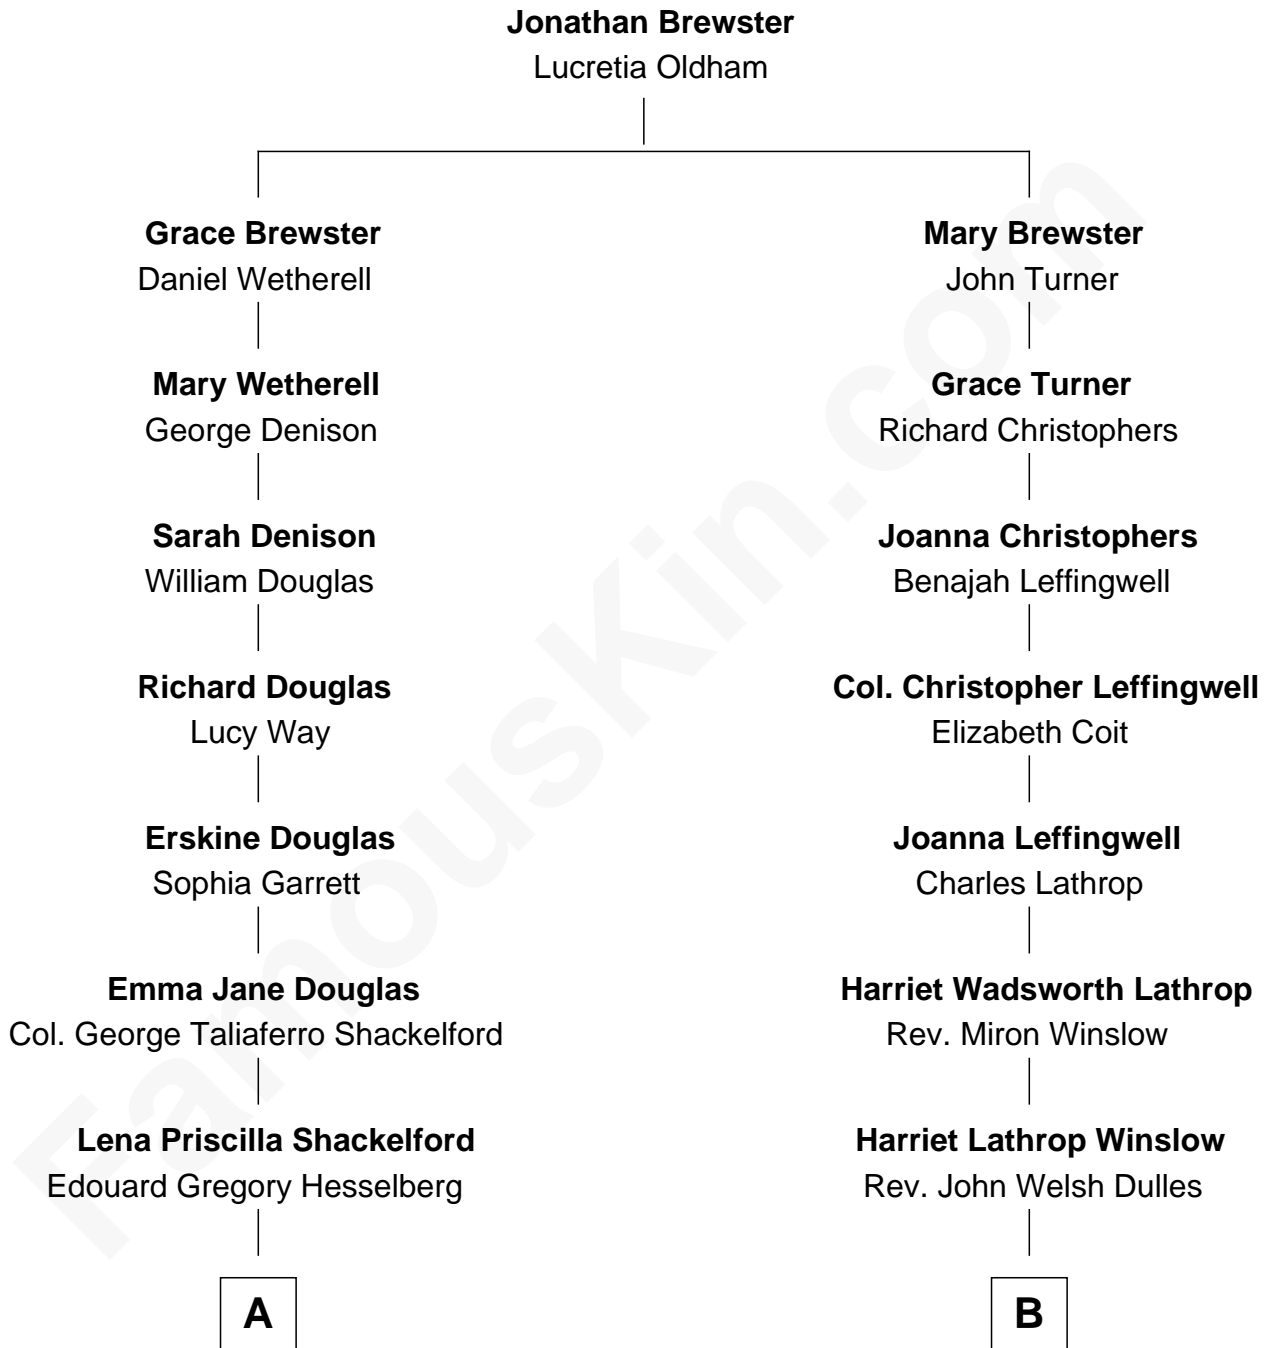 Jonathan Brewster
Lucretia Oldham
Grace Brewster
Daniel Wetherell
Mary Wetherell
George Denison
Sarah Denison
William Douglas
Richard Douglas
Lucy Way
Erskine Douglas
Sophia Garrett
Emma Jane Douglas
Col. George Taliaferro Shackelford
Lena Priscilla Shackelford
Edouard Gregory Hesselberg
A
Mary Brewster
John Turner
Grace Turner
Richard Christophers
Joanna Christophers
Benajah Leffingwell
Col. Christopher Leffingwell
Elizabeth Coit
Joanna Leffingwell
Charles Lathrop
Harriet Wadsworth Lathrop
Rev. Miron Winslow
Harriet Lathrop Winslow
Rev. John Welsh Dulles
B
FamousKin.com